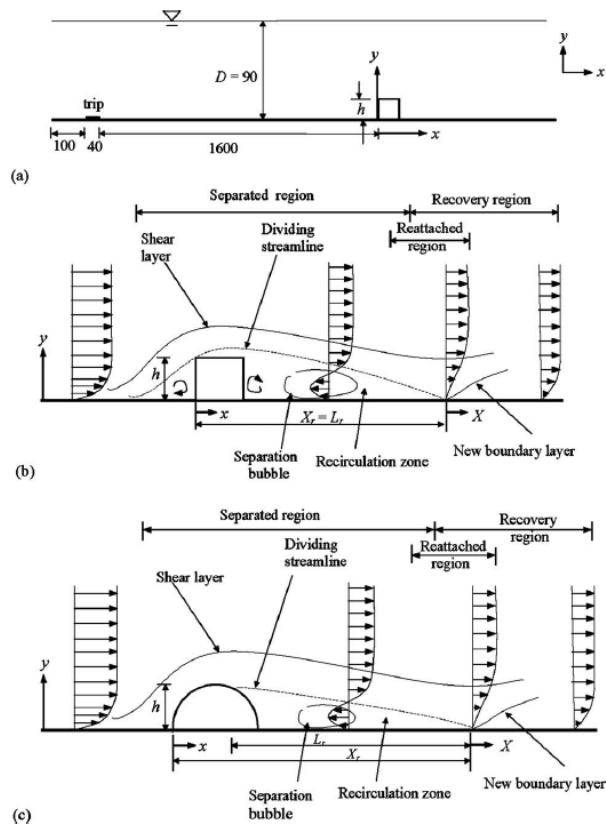 y
D = 90
y
x
trip
h
100
40
1600
x
(a)
Separated region
Recovery region
Dividing
streamline
Reattached
region
Shear
layer
y
h
x
X
Xr = Lr
Separation
bubble
Recirculation zone
New boundary layer
(b)
Separated region
Recovery
region
Dividing
streamline
Reattached
region
Shear layer
y
h
x
Lr
X
Xr
Separation
bubble
Recirculation zone
New boundary
layer
(c)